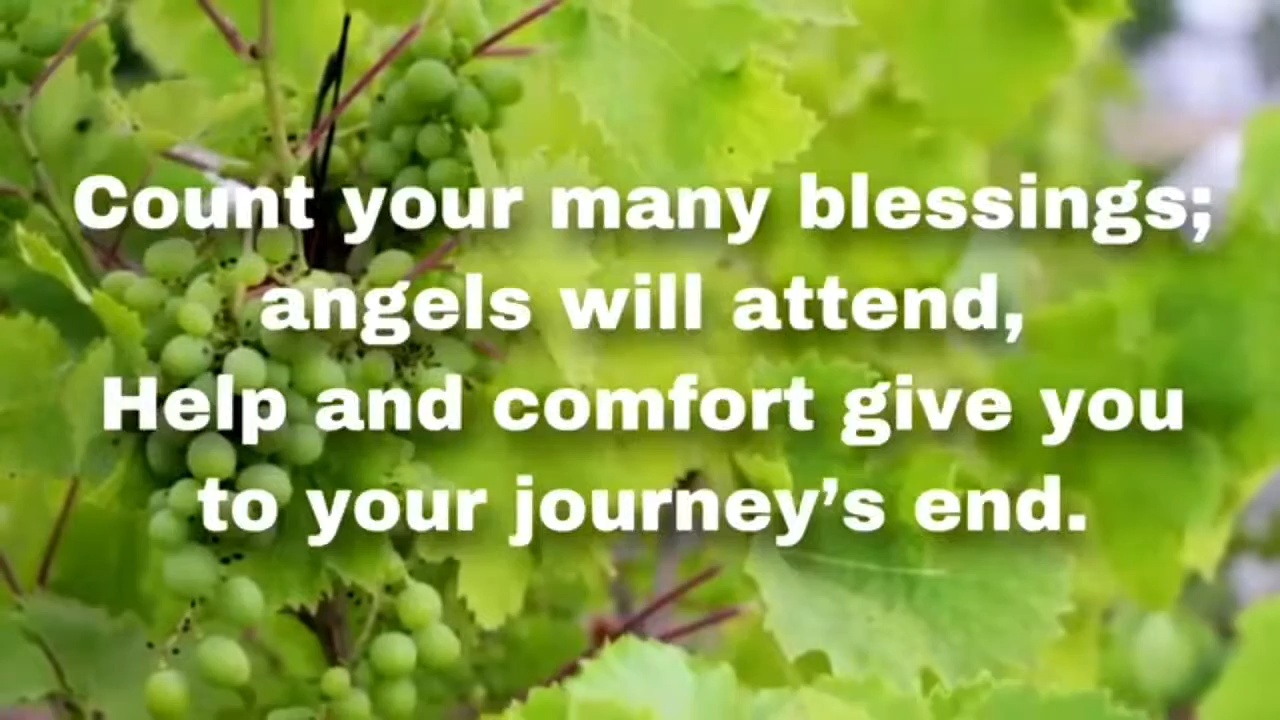 Count your many blessings;
angels will attend,
Help and comfort give you
to your journey’s end.